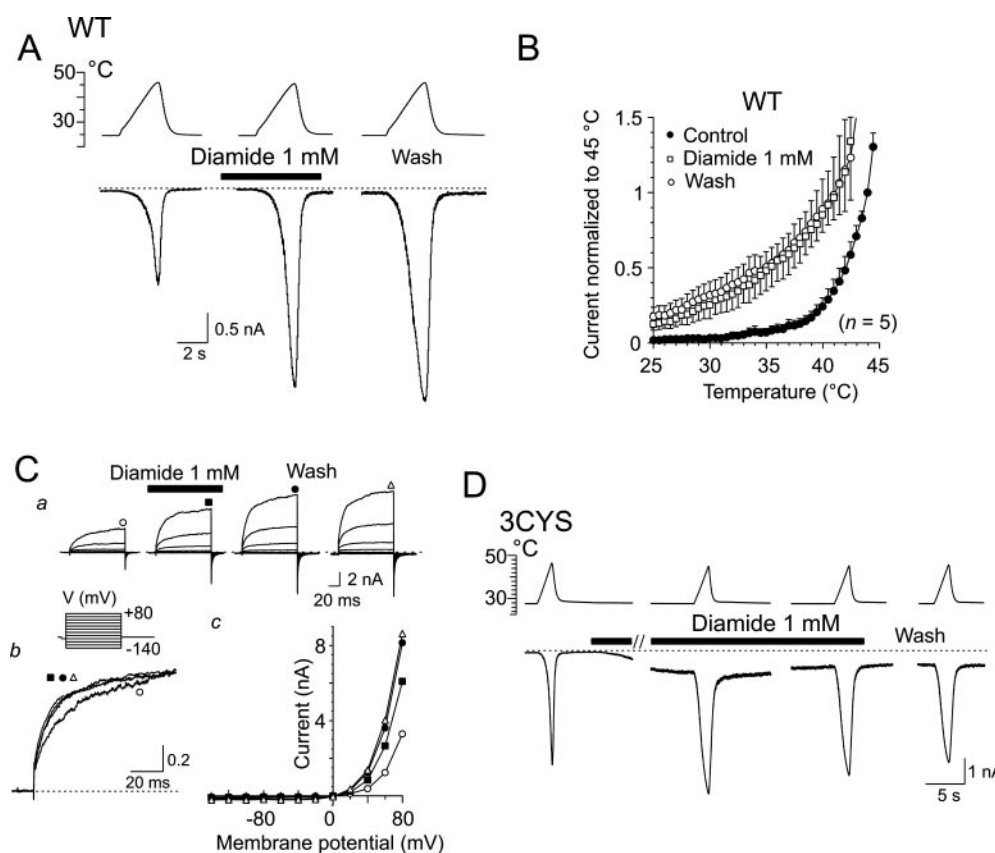 A
WT
50
°C
30
Diamide 1 mM
Wash
0.5 nA
2 s
B
WT
Control
Diamide 1 mM
Wash
1.5
1
0.5
0
Current normalized to 45 °C
(n = 5)
25 30 35 40 45
Temperature (°C)
C
Diamide 1 mM
Wash
a
2 nA
20 ms
V (mV)
+80
-140
b
0.2
20 ms
c
8
4
Current (nA)
-80 0 80
Membrane potential (mV)
D
3CYS
50
°C
30
Diamide 1 mM
//
Wash
1 nA
5 s